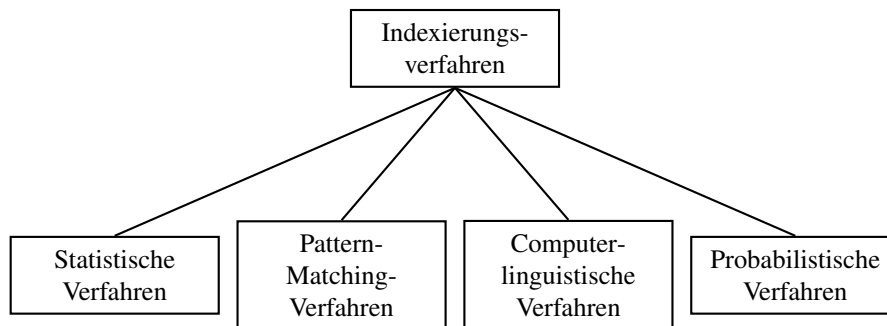 Indexierungs-
verfahren
Statistische
Verfahren
Pattern-
Matching-
Verfahren
Computer-
linguistische
Verfahren
Probabilistische
Verfahren